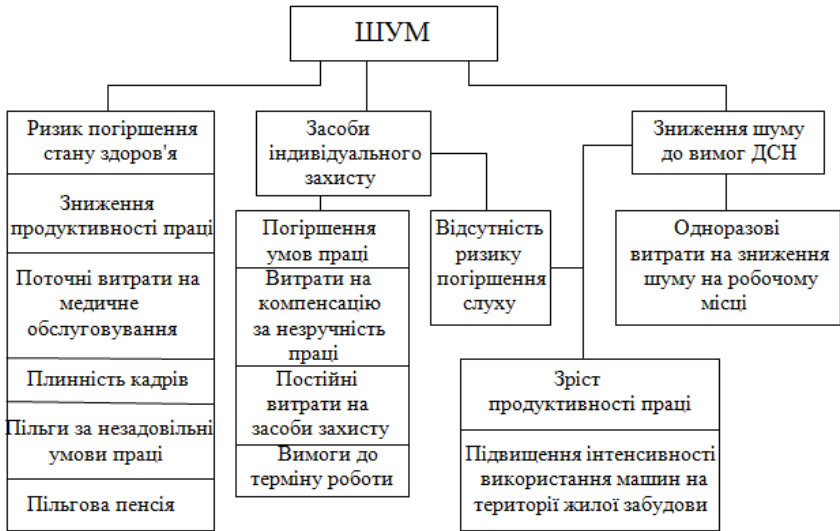 ШУМ
Ризик погіршення
стану здоров'я
Зниження
продуктивності праці
Поточні витрати на
медичне
обслуговування
Плинність кадрів
Пільги за незадовільні
умови праці
Пільгова пенсія
Засоби
індивідуального
захисту
Погіршення
умов праці
Витрати на
компенсацію
за незручність
праці
Постійні
витрати на
засоби захисту
Вимоги до
терміну роботи
Відсутність
ризику
погіршення
слуху
Зниження шуму
до вимог ДСН
Одноразові
витрати на зниження
шуму на робочому
місці
Зріст
продуктивності праці
Підвищення інтенсивності
використання машин на
території жилої забудови